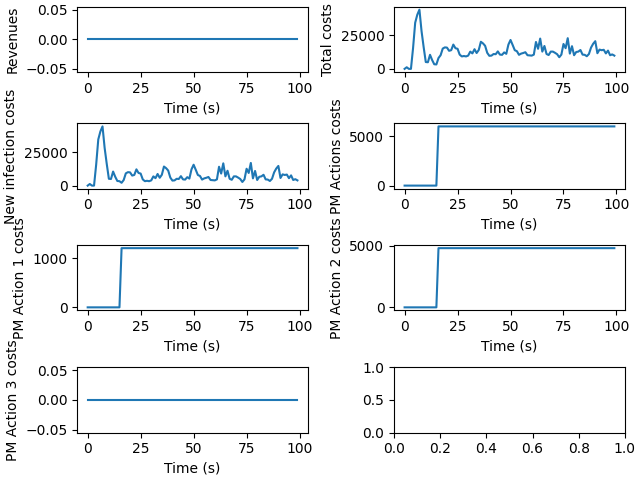 Revenues
0.05
0.00
−0.05
0 25 50 75 100
Time (s)
Total costs
25000
0
0 25 50 75 100
Time (s)
New infection costs
25000
0
0 25 50 75 100
Time (s)
PM Actions costs
5000
0
0 25 50 75 100
Time (s)
PM Action 1 costs
1000
0
0 25 50 75 100
Time (s)
PM Action 2 costs
5000
0
0 25 50 75 100
Time (s)
PM Action 3 costs
0.05
0.00
−0.05
0 25 50 75 100
Time (s)
1.0
0.5
0.0
0.0 0.2 0.4 0.6 0.8 1.0